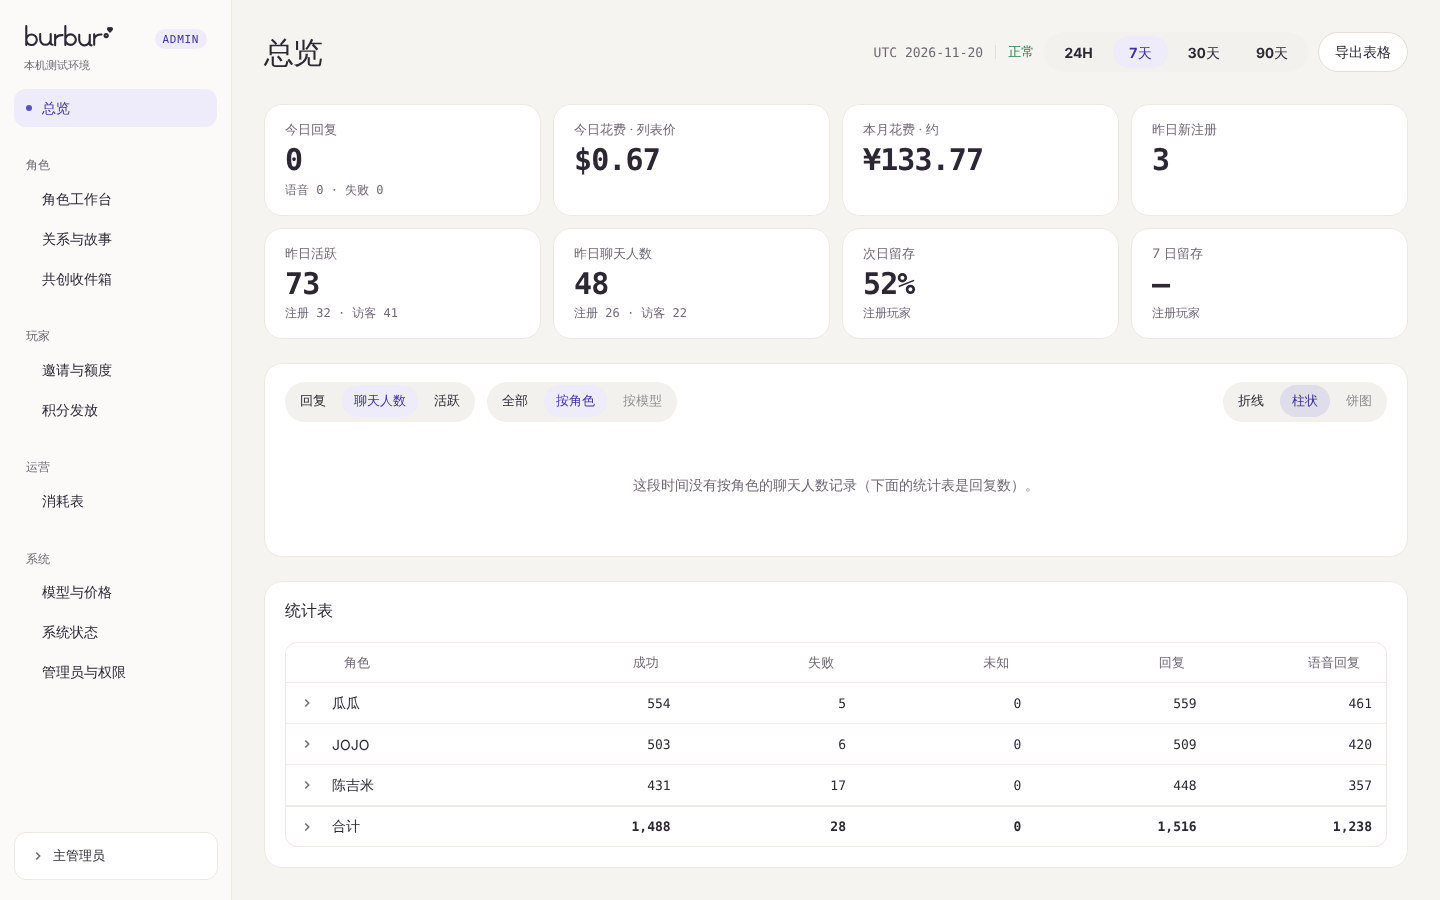 burbur
ADMIN
本机测试环境
总览
角色
角色工作台
关系与故事
共创收件箱
玩家
邀请与额度
积分发放
运营
消耗表
系统
模型与价格
系统状态
管理员与权限
主管理员
总览
UTC 2026-11-20 正常 24H 7天 30天 90天 导出表格
今日回复
0
语音 0 · 失败 0
今日花费 · 列表价
$0.67
本月花费 · 约
¥133.77
昨日新注册
3
昨日活跃
73
注册 32 · 访客 41
昨日聊天人数
48
注册 26 · 访客 22
次日留存
52%
注册玩家
7 日留存
—
注册玩家
回复 聊天人数 活跃 全部 按角色 按模型 折线 柱状 饼图
这段时间没有按角色的聊天人数记录（下面的统计表是回复数）。
统计表
角色 成功 失败 未知 回复 语音回复
瓜瓜 554 5 0 559 461
JOJO 503 6 0 509 420
陈吉米 431 17 0 448 357
合计 1,488 28 0 1,516 1,238